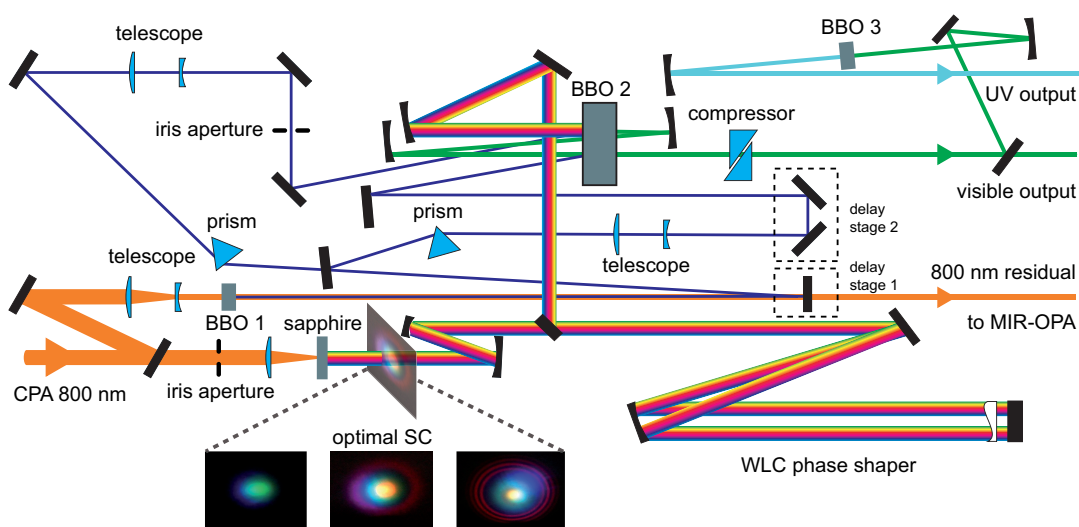 telescope
BBO 3
BBO 2
UV output
iris aperture
compressor
visible output
prism
prism
delay
stage 2
telescope
telescope
delay
stage 1
800 nm residual
to MIR-OPA
BBO 1
sapphire
CPA 800 nm
iris aperture
optimal SC
WLC phase shaper